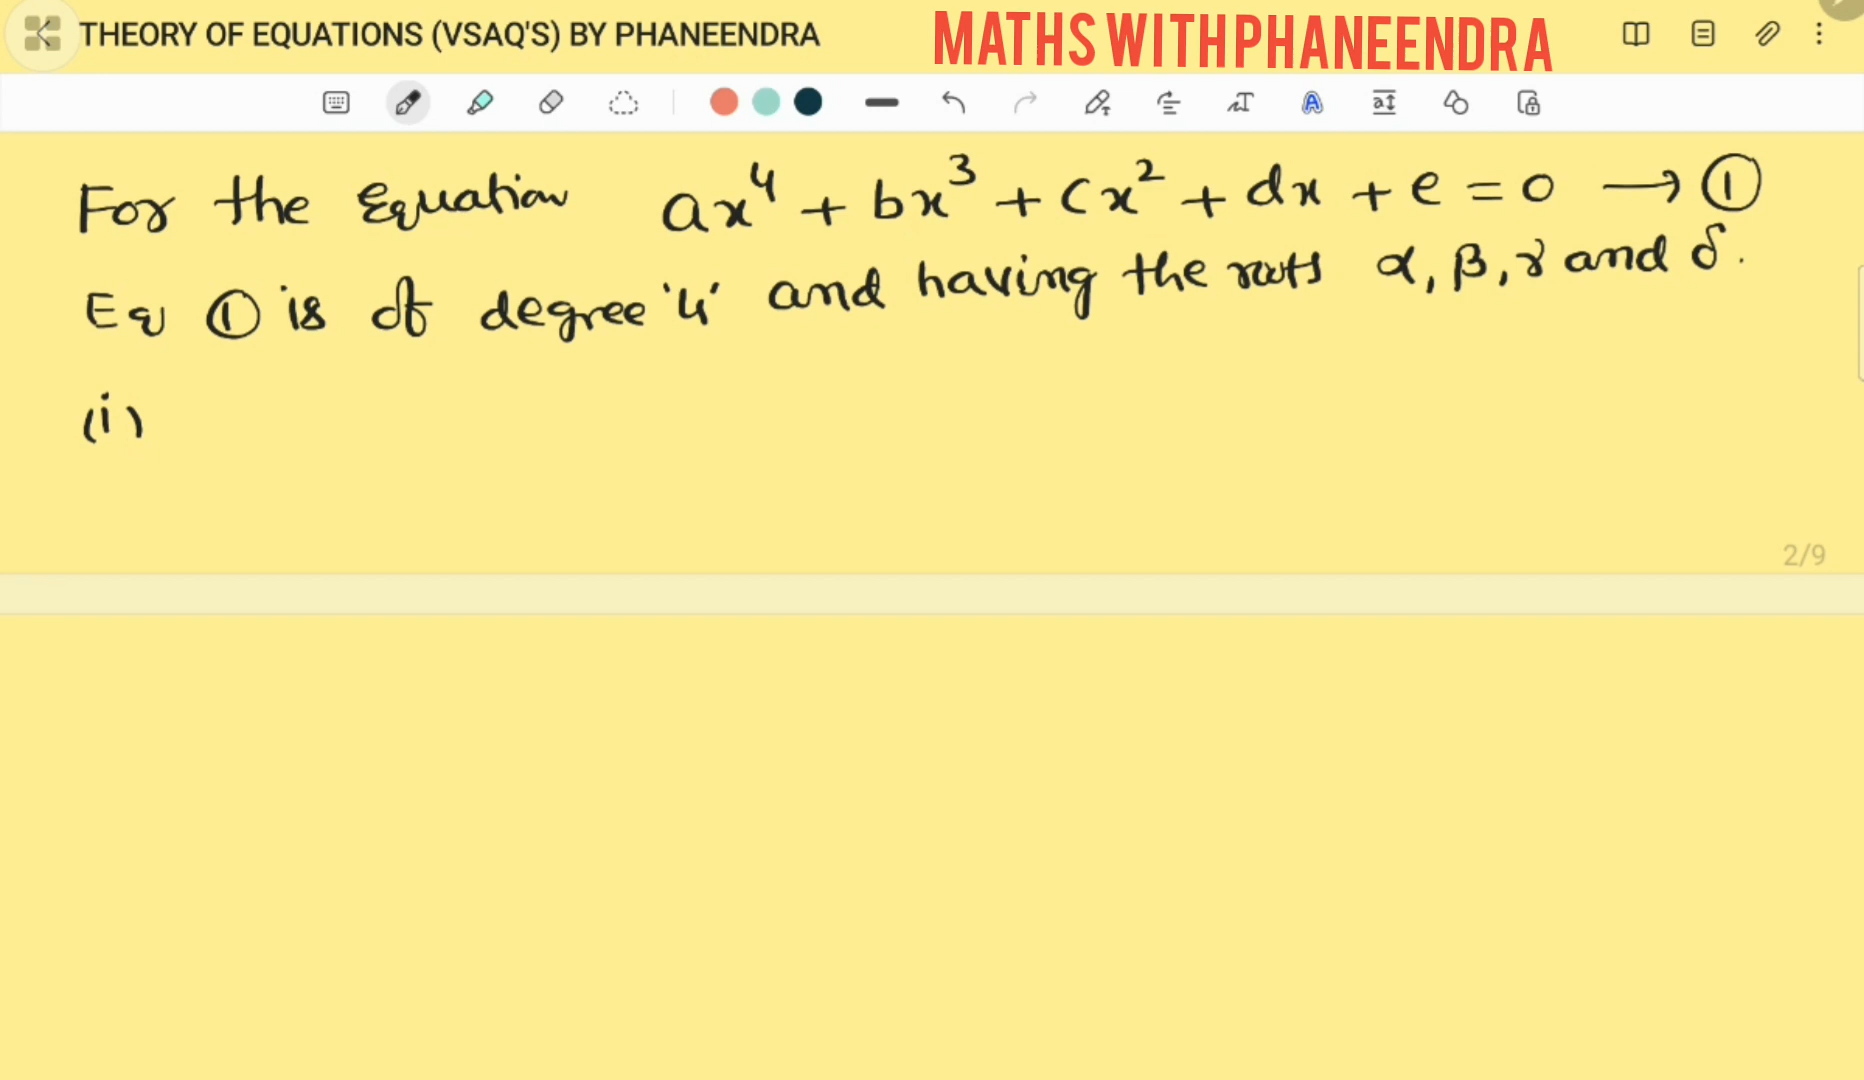 THEORY OF EQUATIONS (VSAQ'S) BY PHANEENDRA
MATHS WITH PHANEENDRA
For the Equation ax⁴ + bx³ + cx² + dx + e = 0 → ①
Eq ① is of degree '4' and having the roots α, β, γ and δ.
(i)
2/9